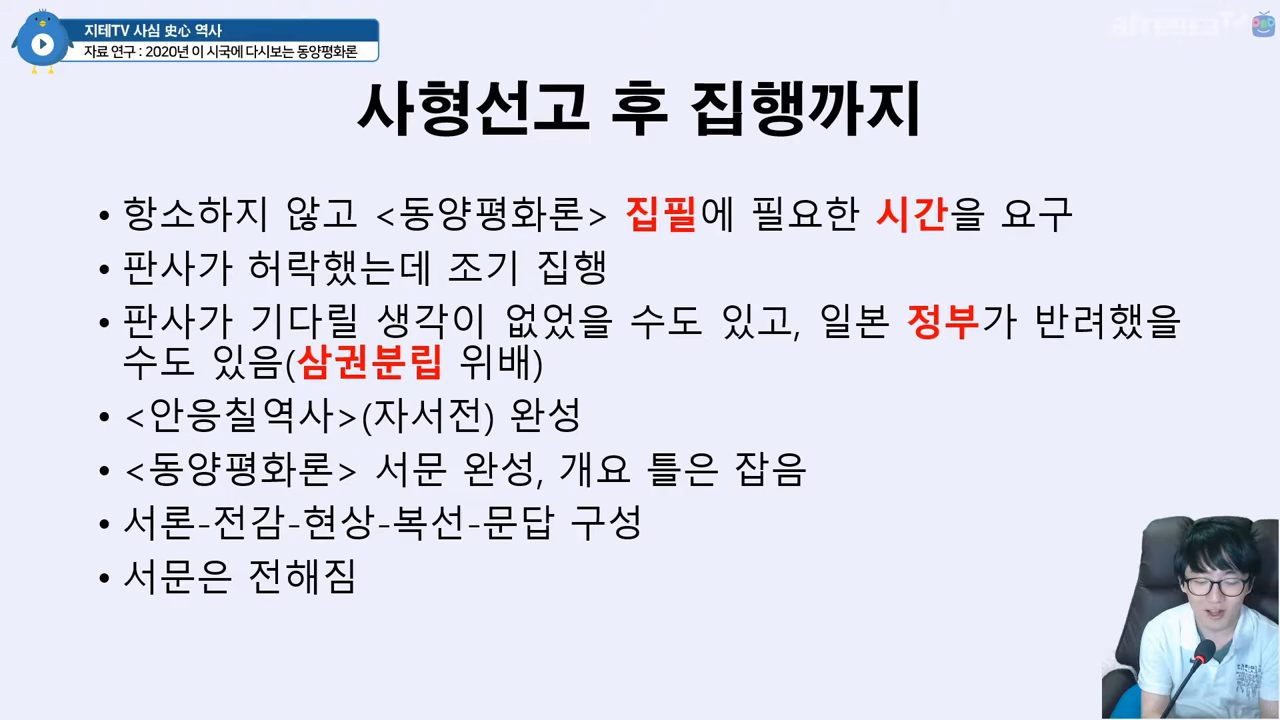 지테TV 사심 史心 역사
자료 연구 : 2020년 이 시국에 다시보는 동양평화론
afreecaTV
사형선고 후 집행까지
• 항소하지 않고 <동양평화론> 집필에 필요한 시간을 요구
• 판사가 허락했는데 조기 집행
• 판사가 기다릴 생각이 없었을 수도 있고, 일본 정부가 반려했을
수도 있음(삼권분립 위배)
• <안응칠역사>(자서전) 완성
• <동양평화론> 서문 완성, 개요 틀은 잡음
• 서론-전감-현상-복선-문답 구성
• 서문은 전해짐